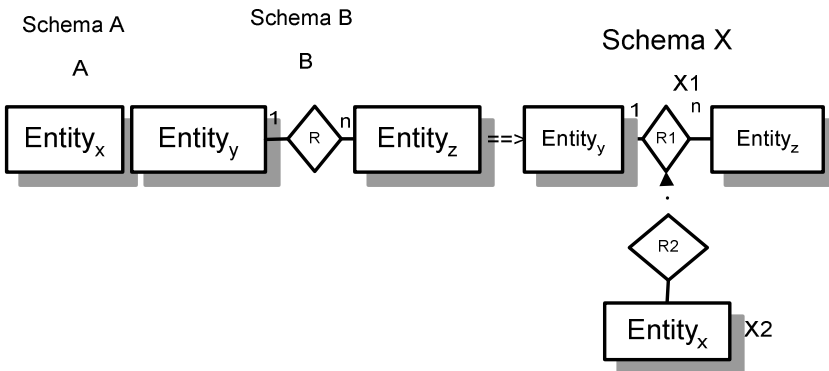 Schema A
Schema B
Schema X
A
B
X1
Entityx
Entityy
1
R
n
Entityz
==>
Entityy
1
R1
n
Entityz
R2
Entityx
X2